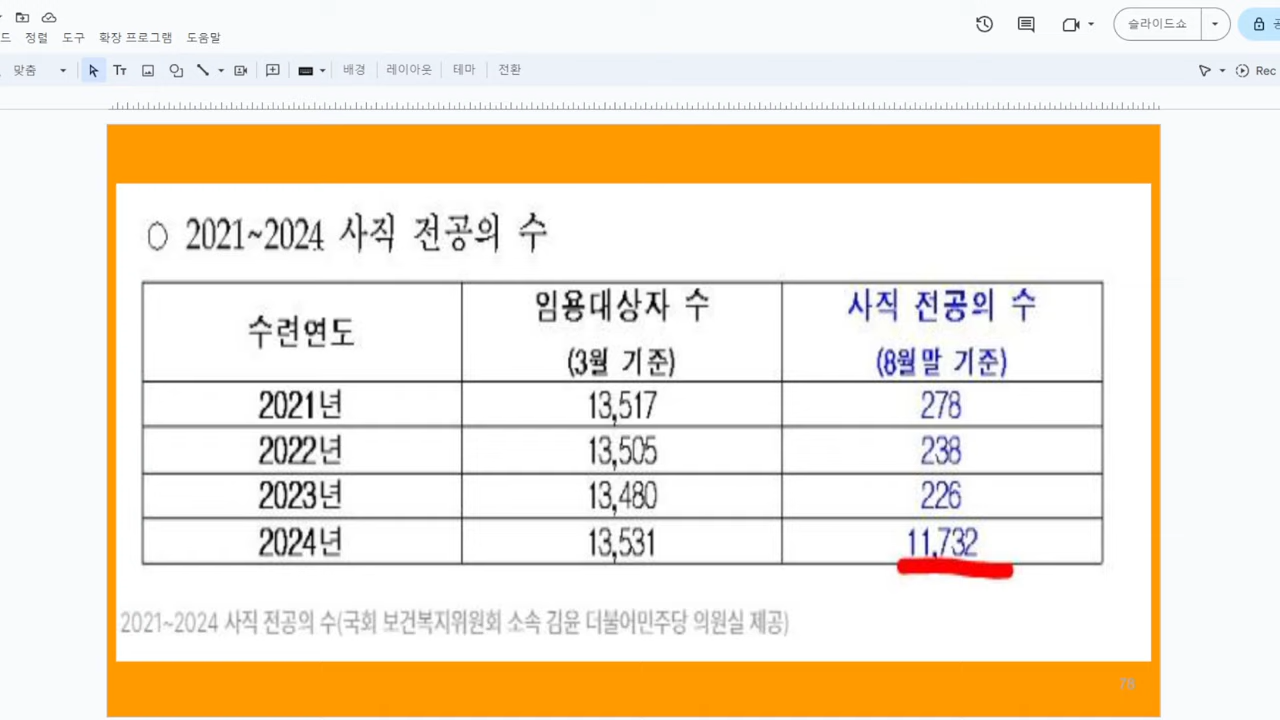 정렬 도구 확장 프로그램 도움말
슬라이드쇼
맞춤 Tт 배경 레이아웃 테마 전환 Rec
○ 2021~2024 사직 전공의 수
수련연도 임용대상자 수 (3월 기준) 사직 전공의 수 (8월말 기준)
2021년 13,517 278
2022년 13,505 238
2023년 13,480 226
2024년 13,531 11,732
2021~2024 사직 전공의 수(국회 보건복지위원회 소속 김윤 더불어민주당 의원실 제공)